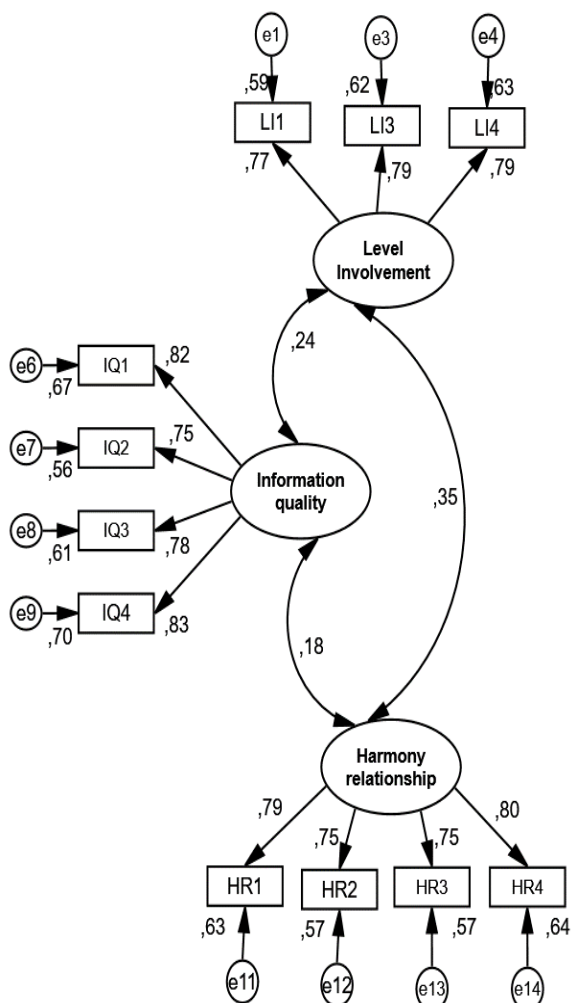 e1 e3 e4
,59 ,62 ,63
LI1 LI3 LI4
,77 ,79 ,79
Level
Involvement
,24
e6 IQ1 ,82
,67
e7 IQ2 ,75
,56
Information
quality
,35
e8 IQ3
,61 ,78
e9 IQ4
,70 ,83
,18
Harmony
relationship
,79 ,75 ,75 ,80
HR1 HR2 HR3 HR4
,63 ,57 ,57 ,64
e11 e12 e13 e14